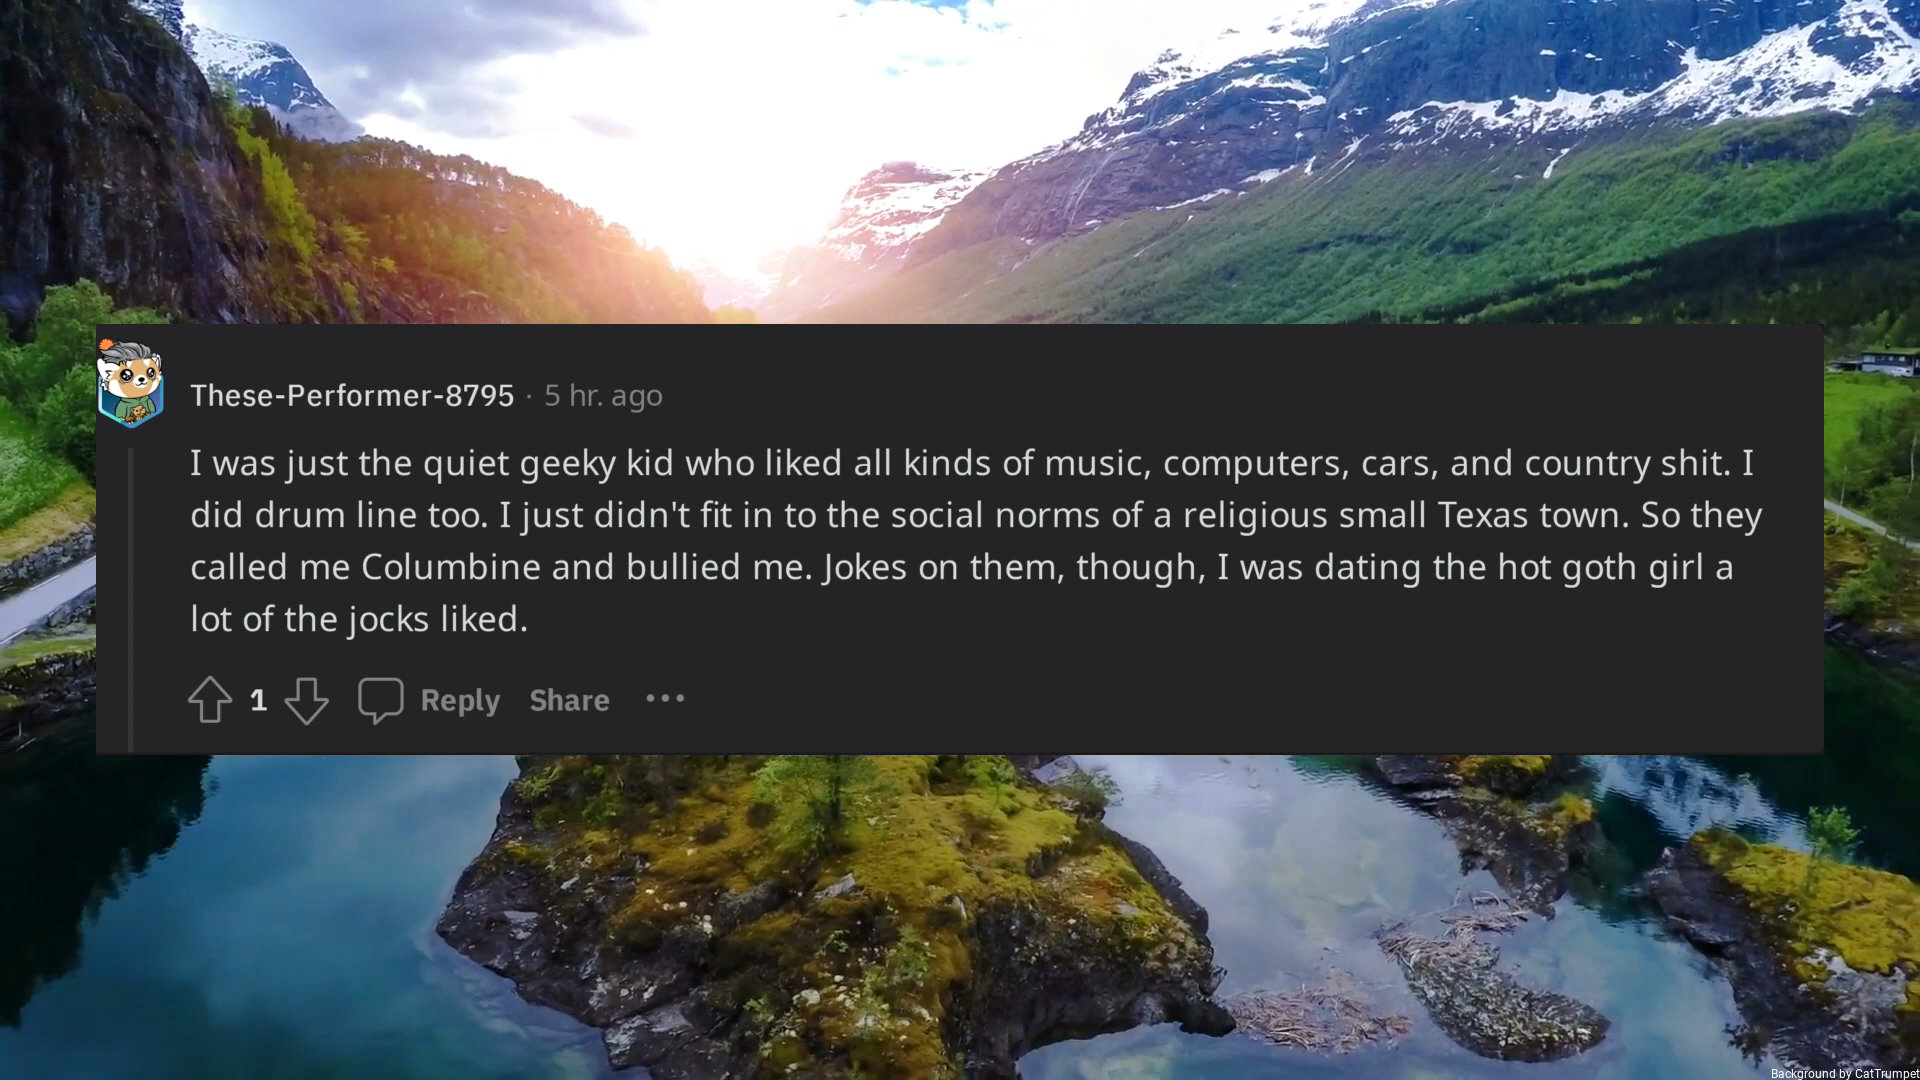 These-Performer-8795 · 5 hr. ago
I was just the quiet geeky kid who liked all kinds of music, computers, cars, and country shit. I
did drum line too. I just didn't fit in to the social norms of a religious small Texas town. So they
called me Columbine and bullied me. Jokes on them, though, I was dating the hot goth girl a
lot of the jocks liked.
1 Reply Share ...
Background by CatTrumpet